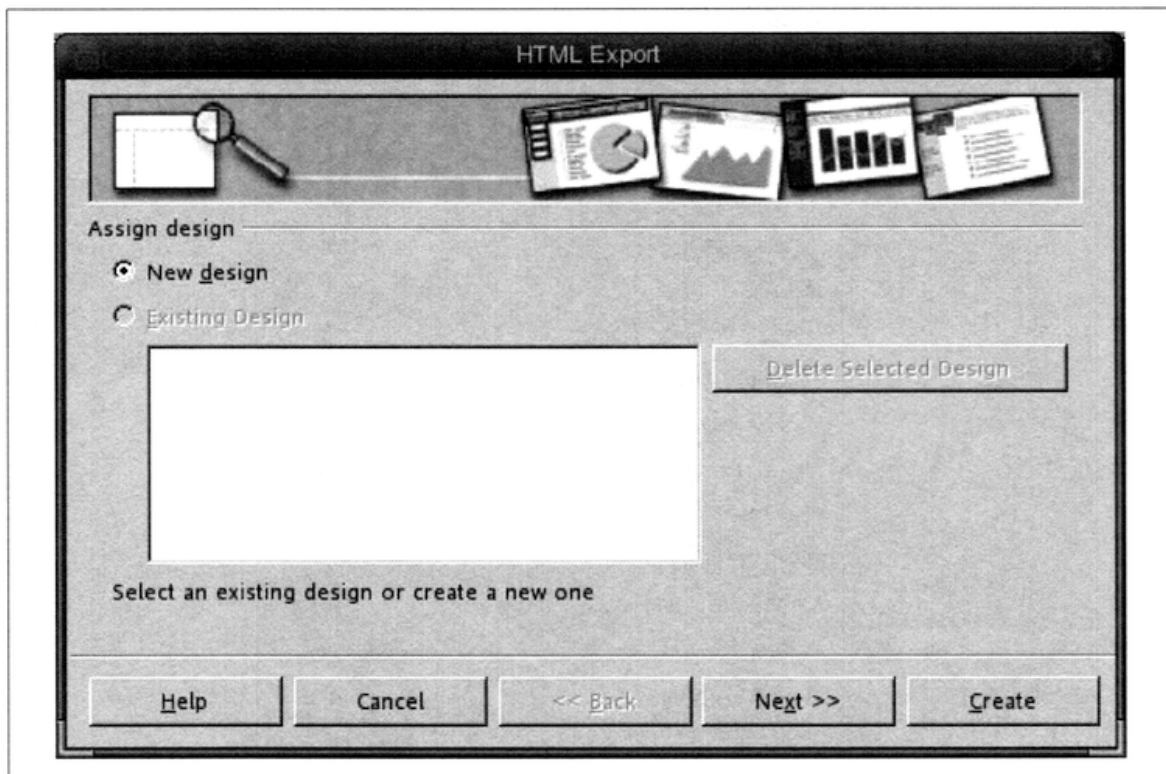 HTML Export
Assign design
New design
Existing Design
Delete Selected Design
Select an existing design or create a new one
Help
Cancel
<< Back
Next >>
Create